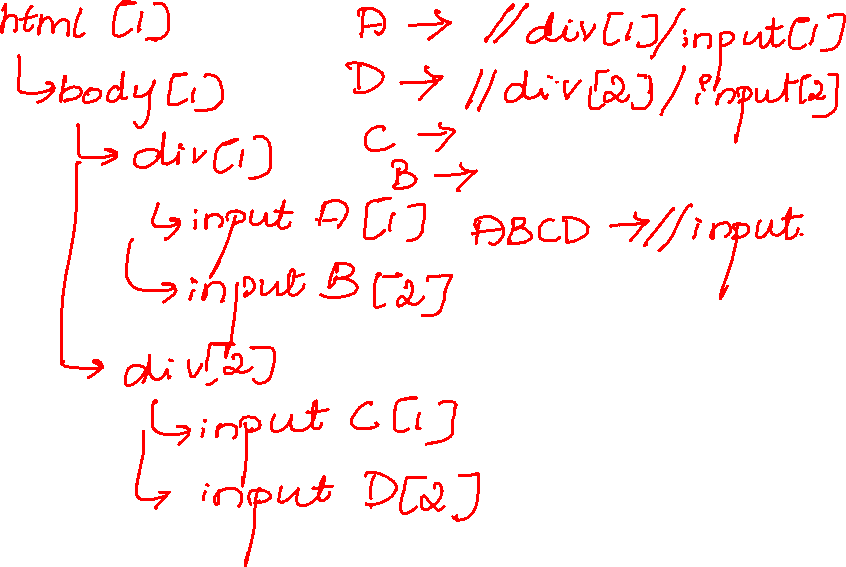 html [1]
↳ body [1]
↳ div [1]
↳ input A [1]
↳ input B [2]
↳ div [2]
↳ input C [1]
↳ input D [2]
A → //div[1]/input[1]
D → //div[2]/input[2]
C →
B →
ABCD → //input.